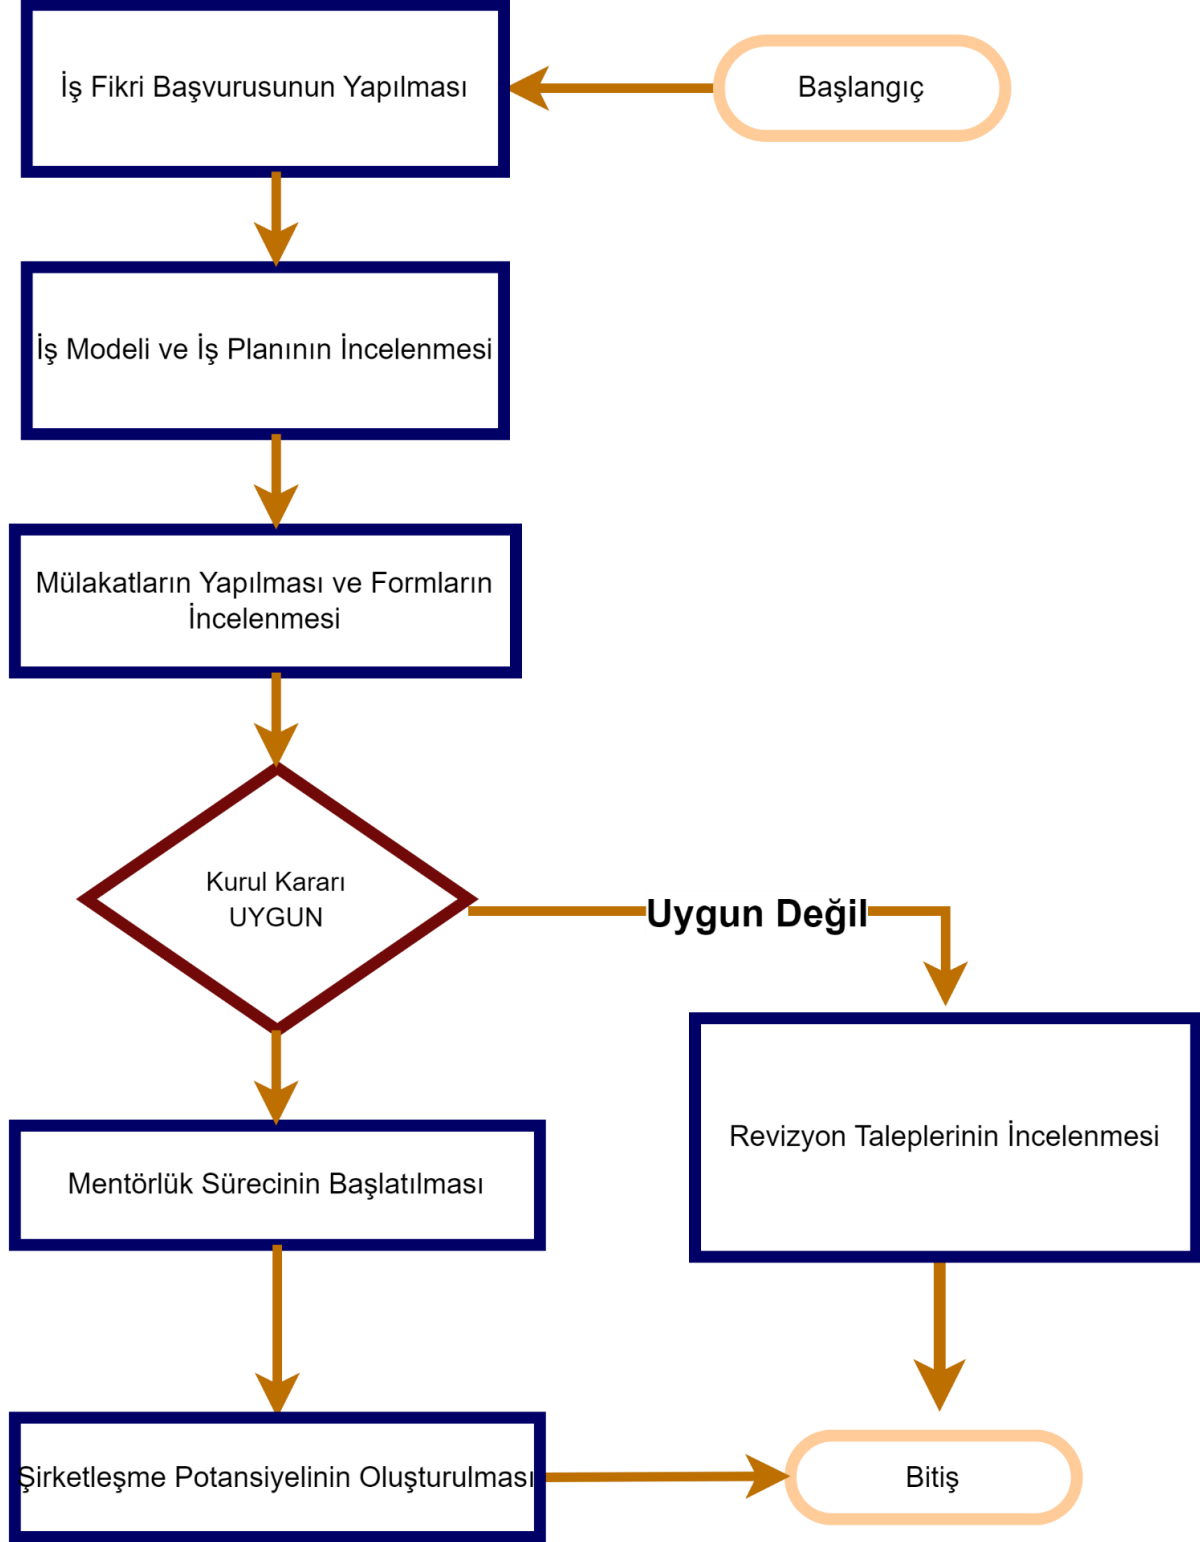 Başlangıç
İş Fikri Başvurusunun Yapılması
İş Modeli ve İş Planının İncelenmesi
Mülakatların Yapılması ve Formların
İncelenmesi
Kurul Kararı
UYGUN
Uygun Değil
Revizyon Taleplerinin İncelenmesi
Mentörlük Sürecinin Başlatılması
Şirketleşme Potansiyelinin Oluşturulması
Bitiş